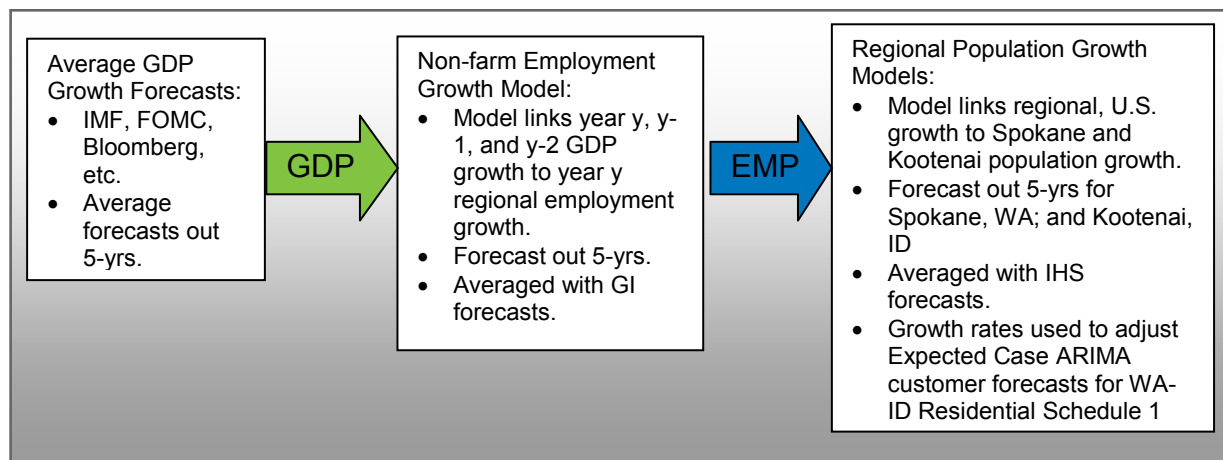 Average GDP
Growth Forecasts:
• IMF, FOMC,
Bloomberg,
etc.
• Average
forecasts out
5-yrs.
GDP
Non-farm Employment
Growth Model:
• Model links year y, y-
1, and y-2 GDP
growth to year y
regional employment
growth.
• Forecast out 5-yrs.
• Averaged with GI
forecasts.
EMP
Regional Population Growth
Models:
• Model links regional, U.S.
growth to Spokane and
Kootenai population growth.
• Forecast out 5-yrs for
Spokane, WA; and Kootenai,
ID
• Averaged with IHS
forecasts.
• Growth rates used to adjust
Expected Case ARIMA
customer forecasts for WA-
ID Residential Schedule 1